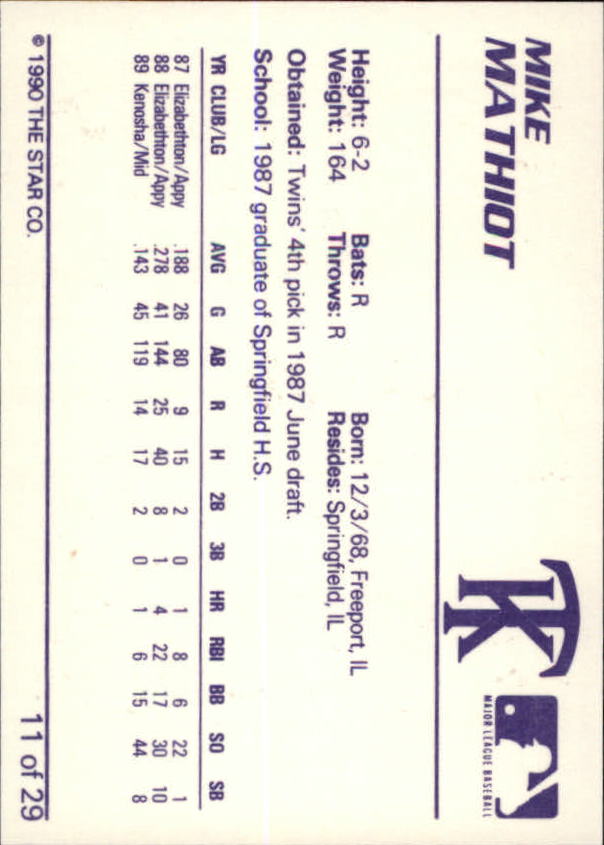 MIKE
MATHIOT
TK
MAJOR LEAGUE BASEBALL
Height: 6-2 Bats: R Born: 12/3/68, Freeport, IL
Weight: 164 Throws: R Resides: Springfield, IL
Obtained: Twins' 4th pick in 1987 June draft.
School: 1987 graduate of Springfield H.S.
YR CLUB/LG AVG G AB R H 2B 3B HR RBI BB SO SB
87 Elizabethton/Appy .188 26 80 9 15 2 0 1 8 6 22 1
88 Elizabethton/Appy .278 41 144 25 40 8 1 4 22 17 30 10
89 Kenosha/Mid .143 45 119 14 17 2 0 1 6 15 44 8
© 1990 THE STAR CO. 11 of 29